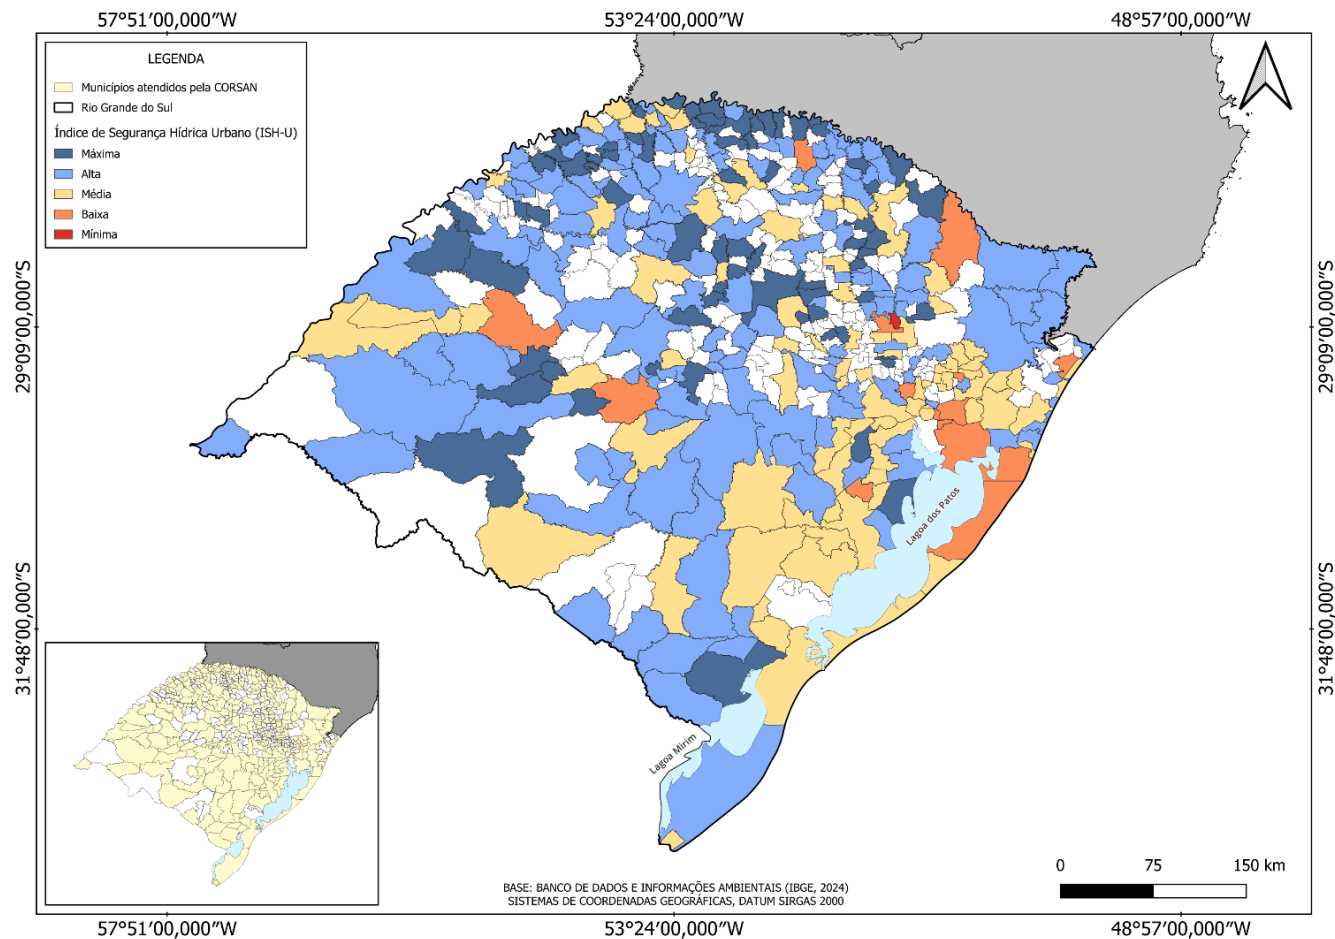 57°51'00,000"W
53°24'00,000"W
48°57'00,000"W
LEGENDA
Municípios atendidos pela CORSAN
Rio Grande do Sul
Índice de Segurança Hídrica Urbano (ISH-U)
Máxima
Alta
Média
Baixa
Mínima
29°09'00,000"S
29°09'00,000"S
Lagoa dos Patos
31°48'00,000"S
31°48'00,000"S
Lagoa Mirim
0 75 150 km
BASE: BANCO DE DADOS E INFORMAÇÕES AMBIENTAIS (IBGE, 2024)
SISTEMAS DE COORDENADAS GEOGRÁFICAS, DATUM SIRGAS 2000
57°51'00,000"W
53°24'00,000"W
48°57'00,000"W